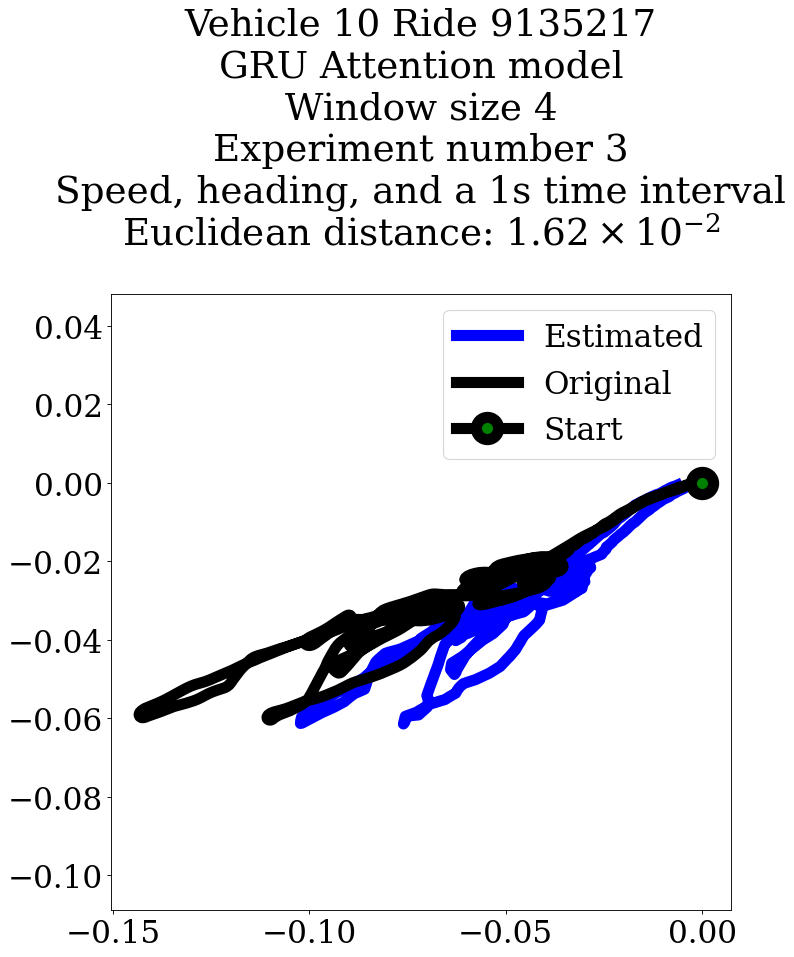 Vehicle 10 Ride 9135217
GRU Attention model
Window size 4
Experiment number 3
Speed, heading, and a 1s time interval
Euclidean distance: 1.62 × 10⁻²
Estimated
Original
Start
0.04
0.02
0.00
−0.02
−0.04
−0.06
−0.08
−0.10
−0.15 −0.10 −0.05 0.00